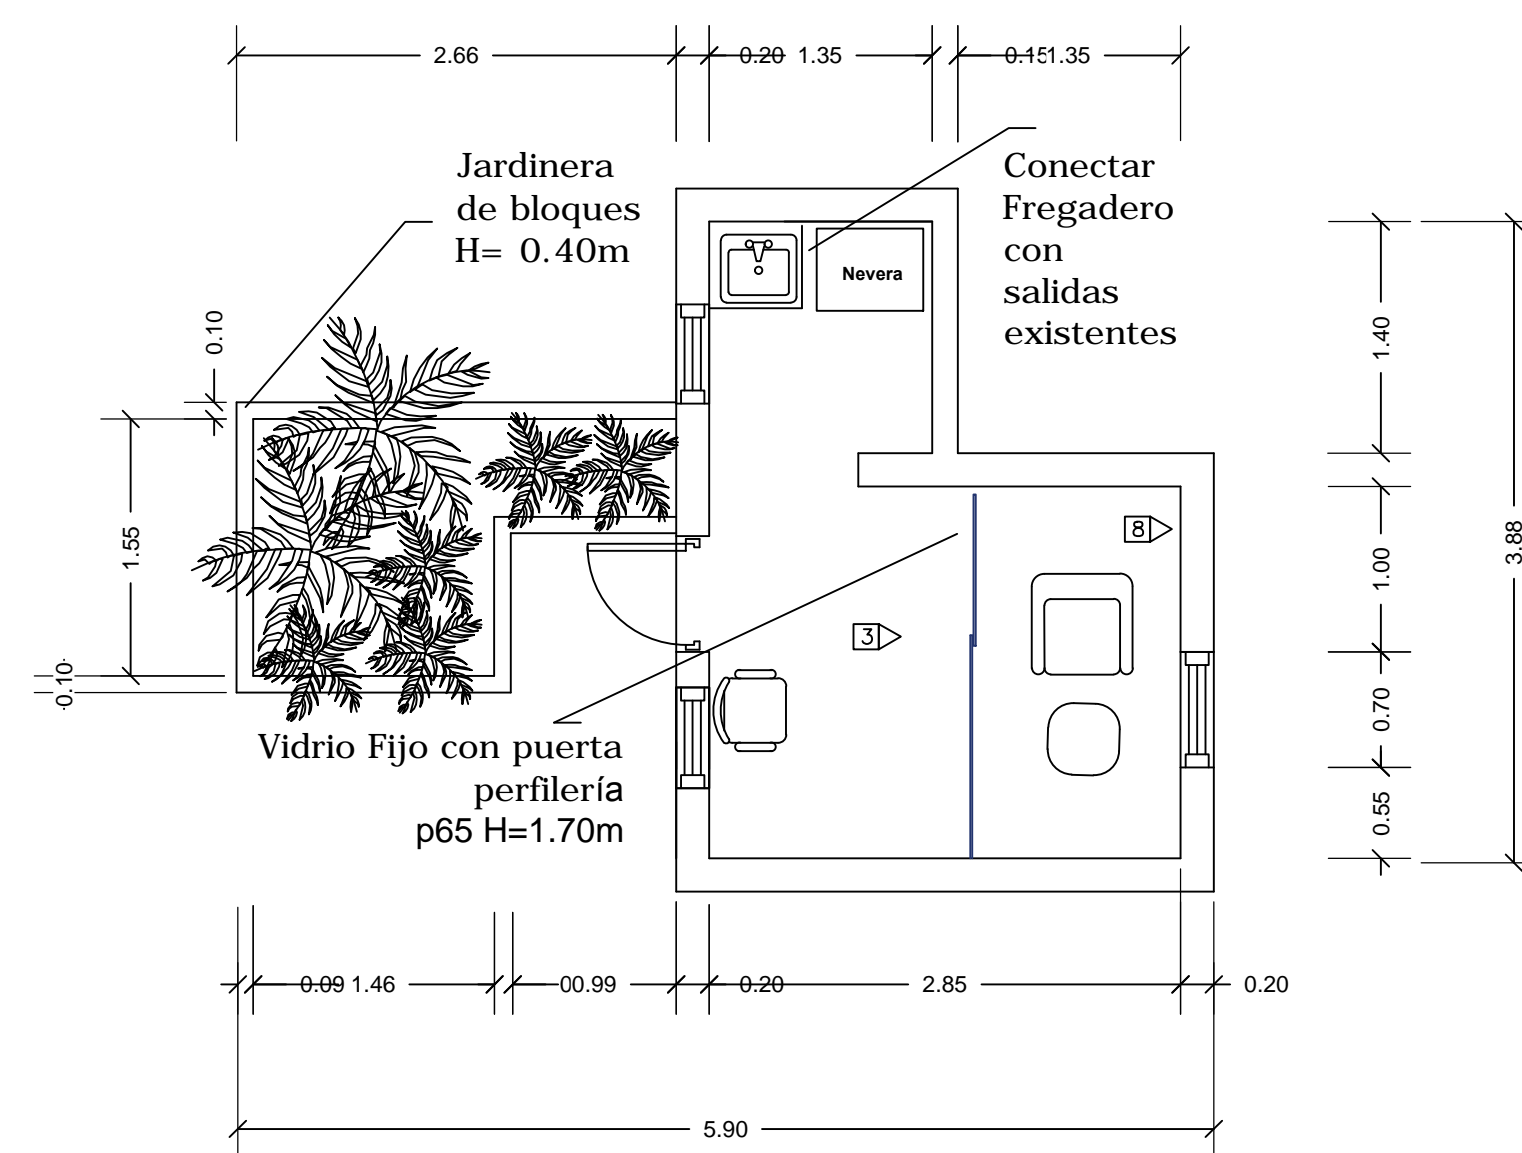 2.66
0.20 1.35
0.15 1.35
Jardinera
de bloques
H= 0.40m
Conectar
Fregadero
con
salidas
existentes
Nevera
0.10
1.40
1.55
8
3.88
1.00
3
0.10
0.70
Vidrio Fijo con puerta
perfilería
p65 H=1.70m
0.55
0.09 1.46
00.99
0.20
2.85
0.20
5.90